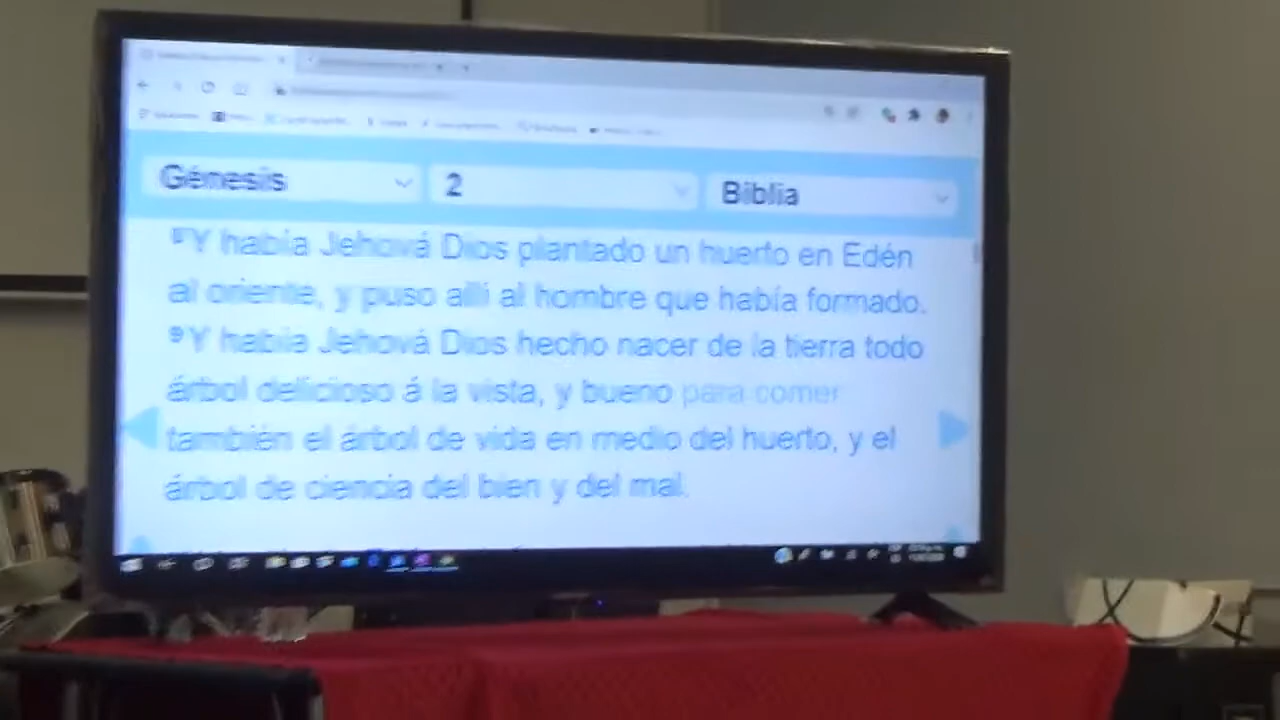 Génesis
2
Biblia
Y había Jehová Dios plantado un huerto en Edén
al oriente, y puso allí al hombre que había formado.
9 Y había Jehová Dios hecho nacer de la tierra todo
árbol delicioso á la vista, y bueno para comer
también el árbol de vida en medio del huerto, y el
árbol de ciencia del bien y del mal.